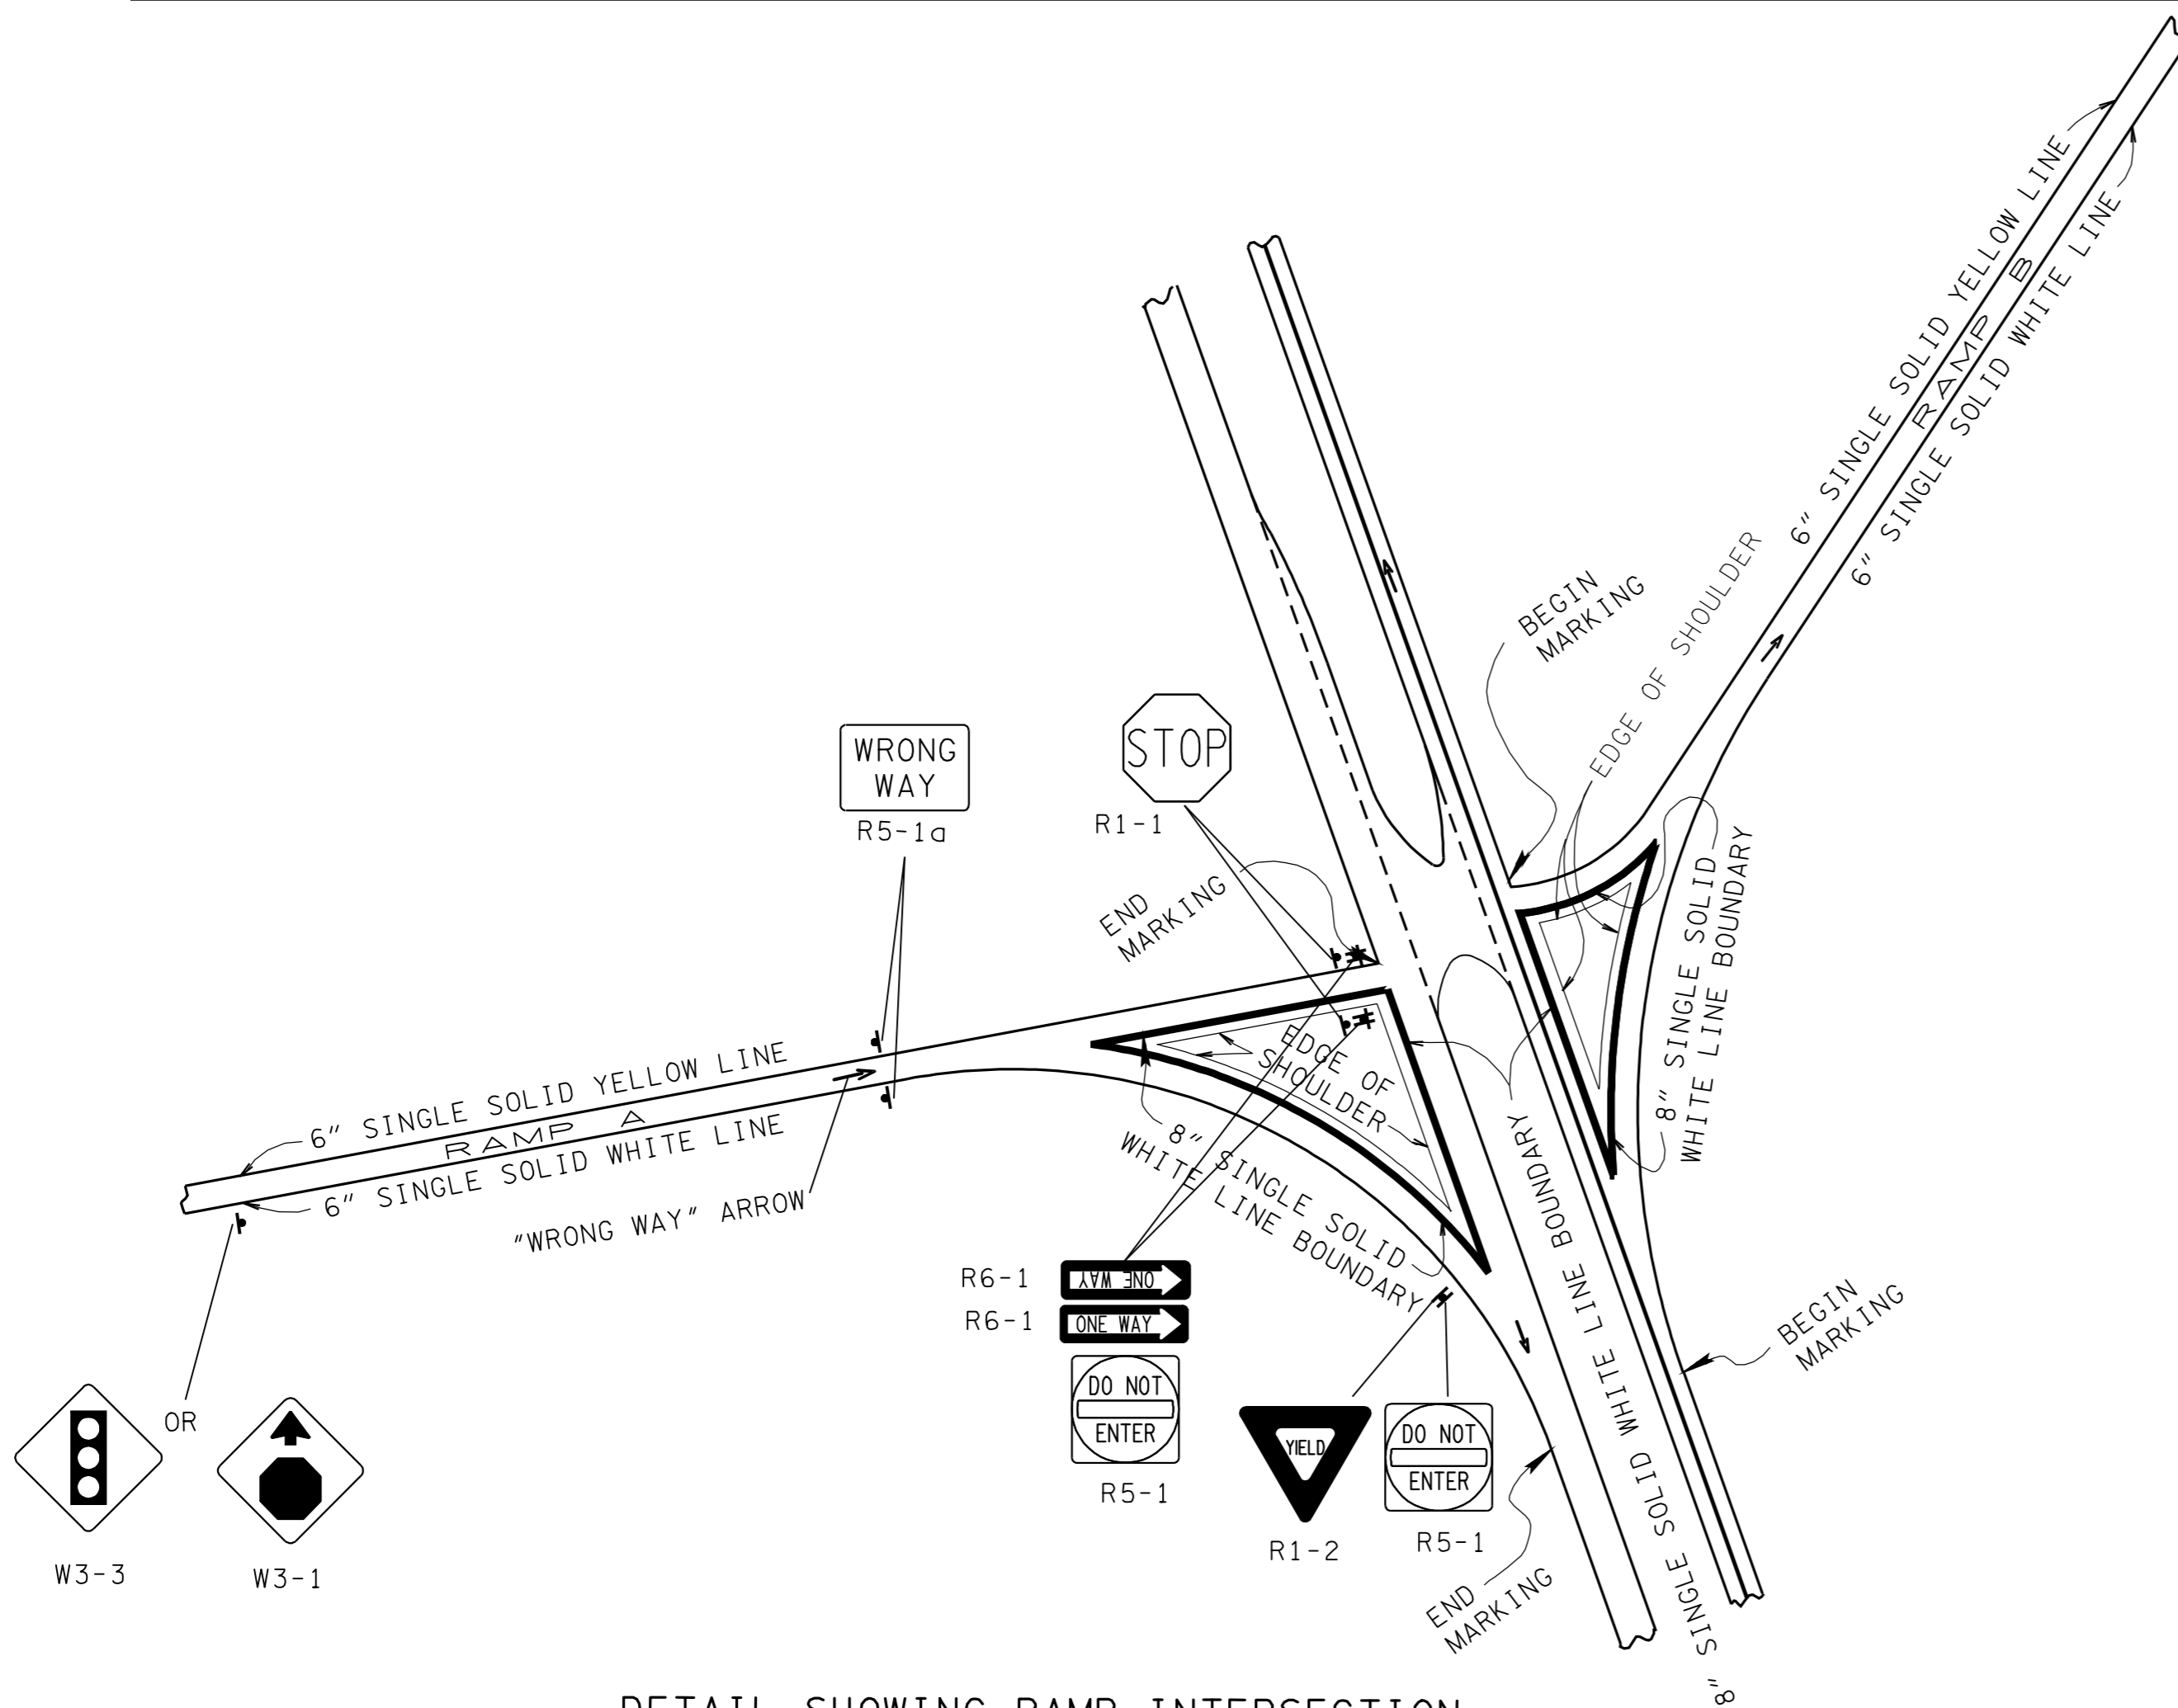 6" SINGLE SOLID YELLOW LINE
RAMP B
6" SINGLE SOLID WHITE LINE
EDGE OF SHOULDER
BEGIN
MARKING
WRONG
WAY
R5-1a
STOP
R1-1
END
MARKING
8" SINGLE SOLID
WHITE LINE BOUNDARY
6" SINGLE SOLID YELLOW LINE
RAMP A
6" SINGLE SOLID WHITE LINE
"WRONG WAY" ARROW
EDGE OF
SHOULDER
8" SINGLE SOLID
WHITE LINE BOUNDARY
8" SINGLE SOLID WHITE LINE BOUNDARY
R6-1
ONE WAY
R6-1
ONE WAY
DO NOT
ENTER
R5-1
YIELD
R1-2
DO NOT
ENTER
R5-1
BEGIN
MARKING
END
MARKING
OR
W3-3
W3-1
DETAIL SHOWING RAMP INTERSECTION